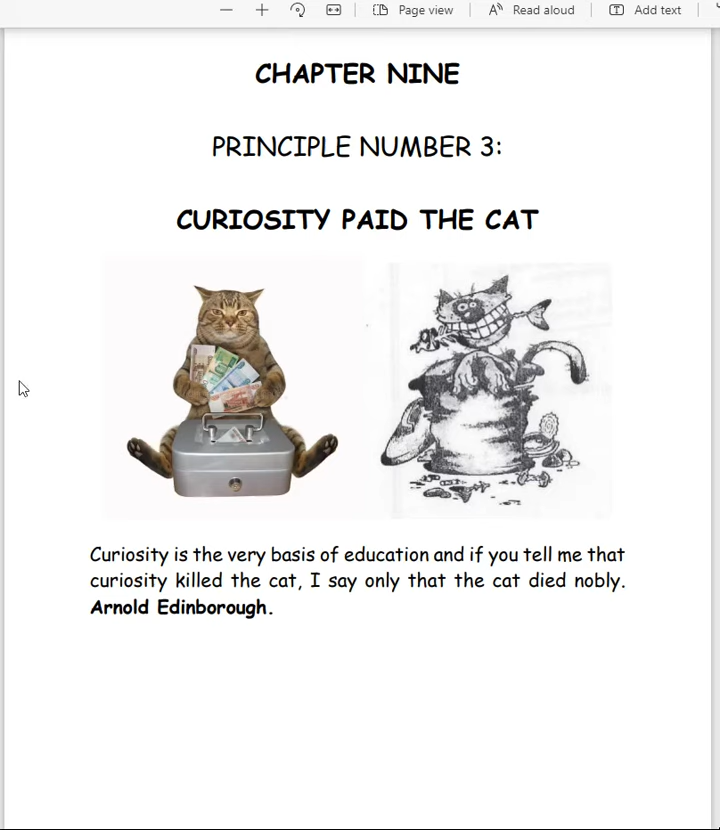 Page view
Read aloud
Add text
CHAPTER NINE
PRINCIPLE NUMBER 3:
CURIOSITY PAID THE CAT
Curiosity is the very basis of education and if you tell me that
curiosity killed the cat, I say only that the cat died nobly.
Arnold Edinborough.